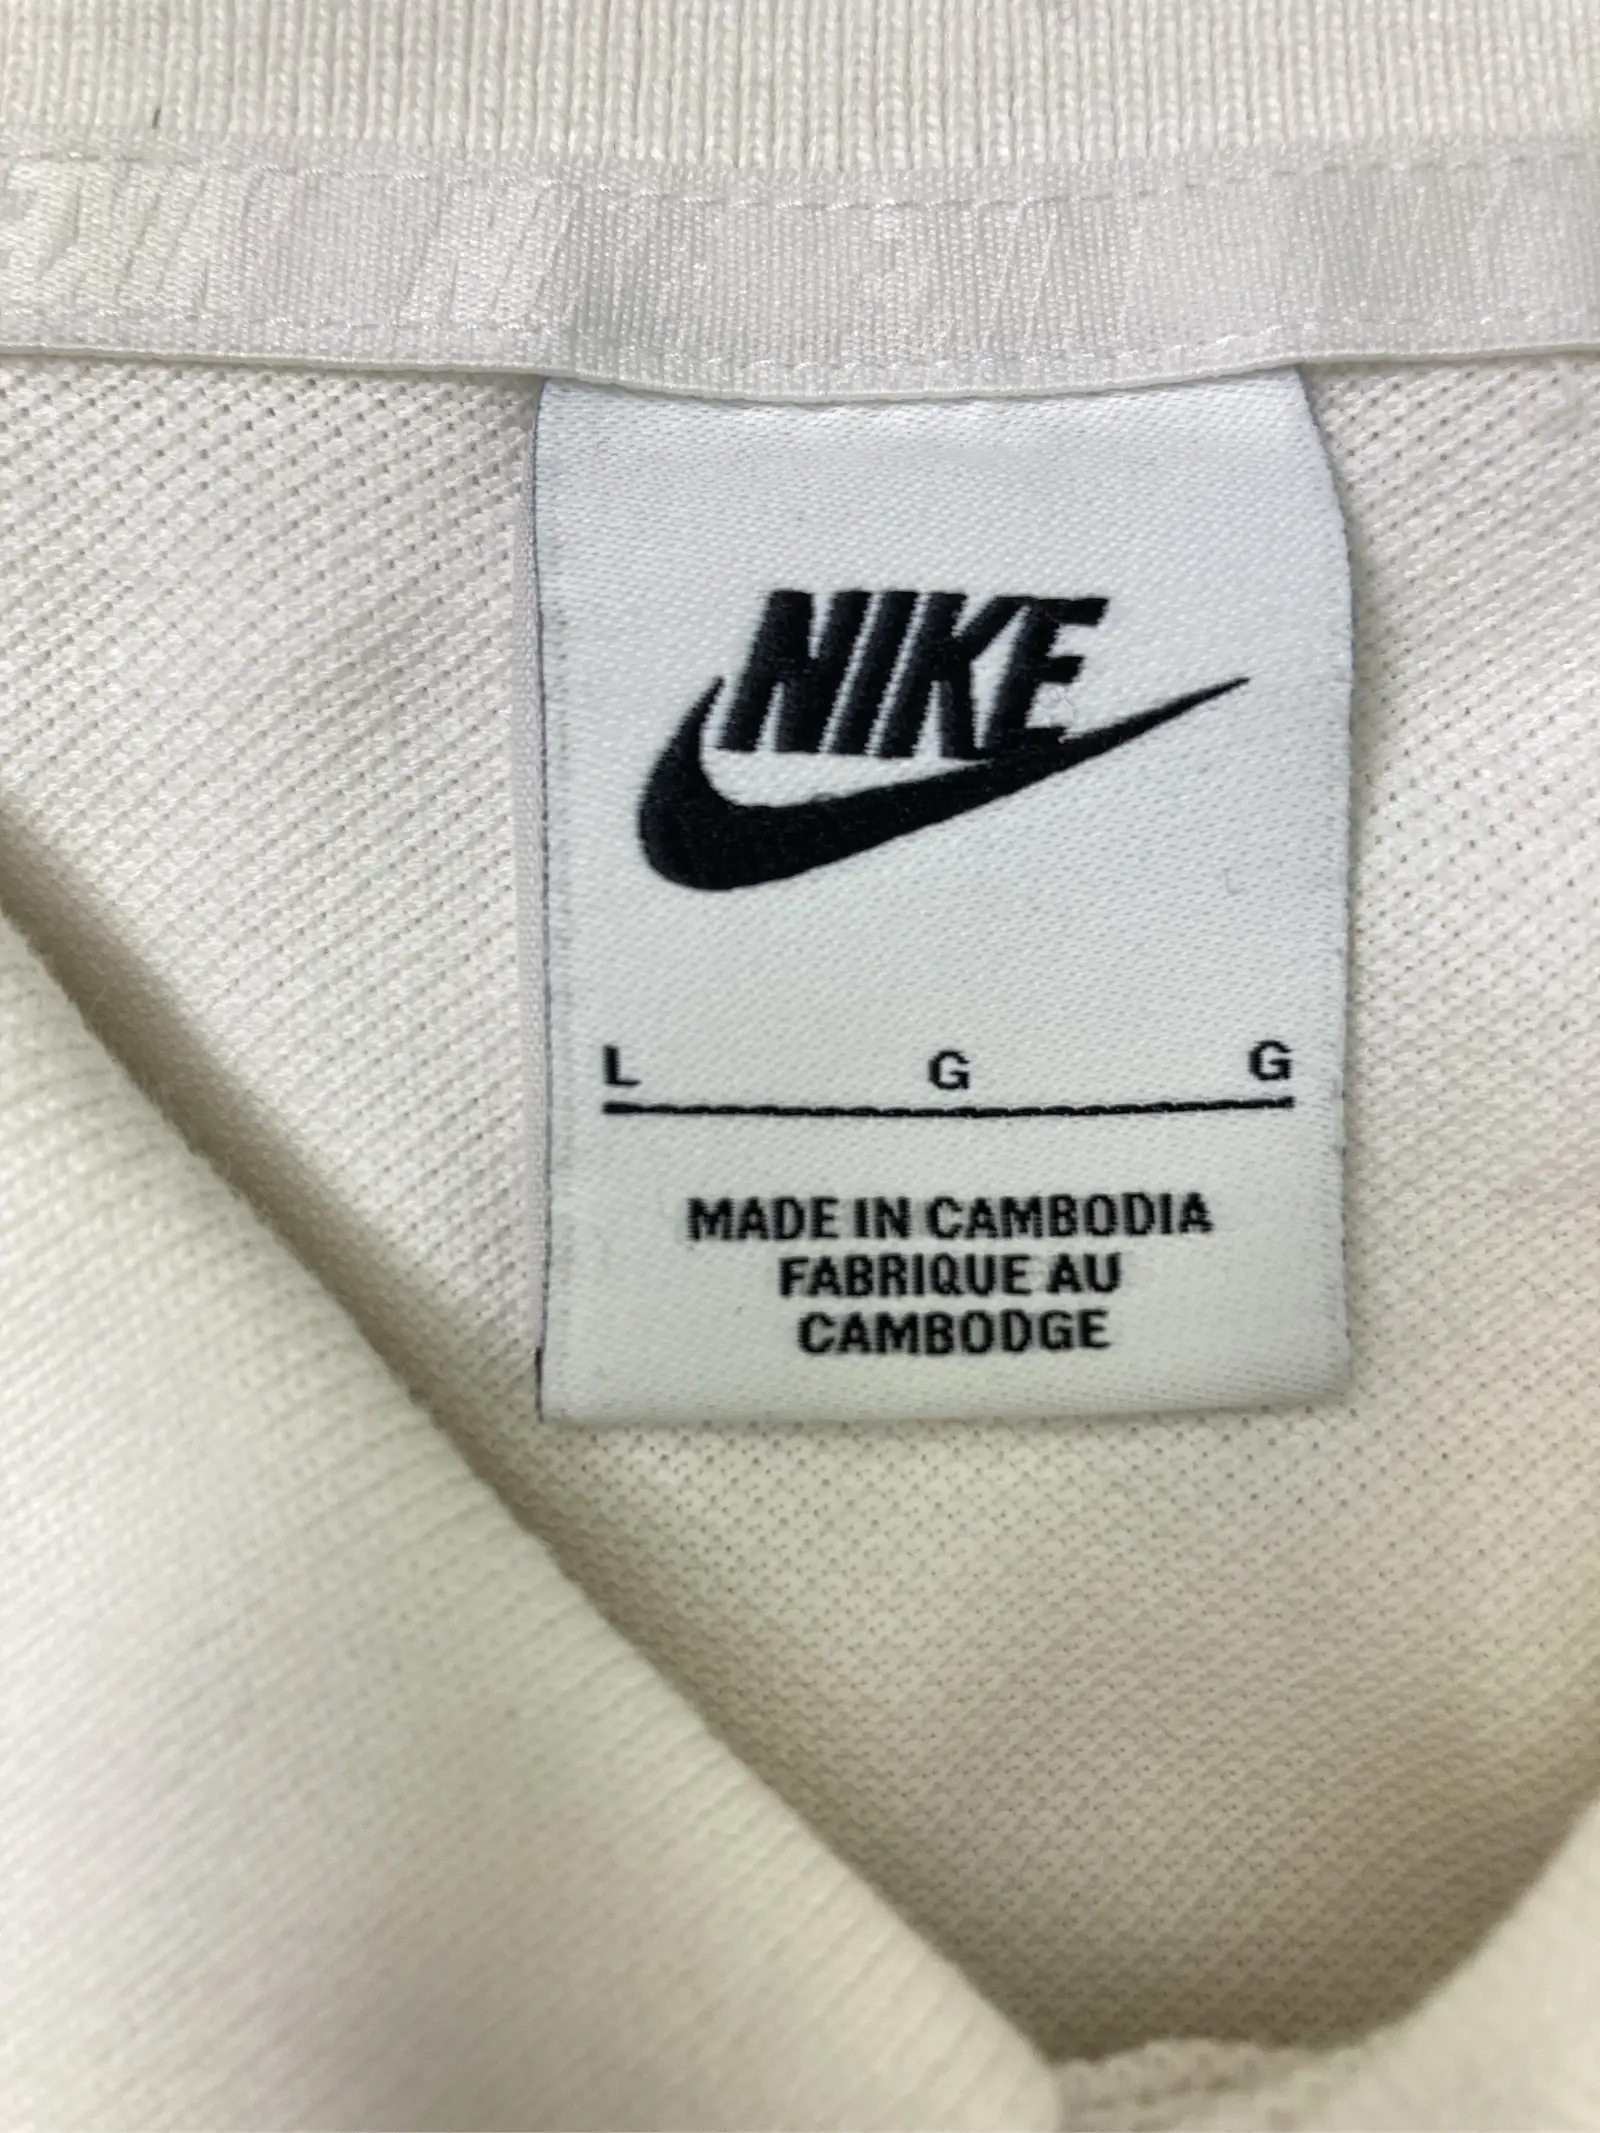 NIKE
L G G
MADE IN CAMBODIA
FABRIQUE AU
CAMBODGE